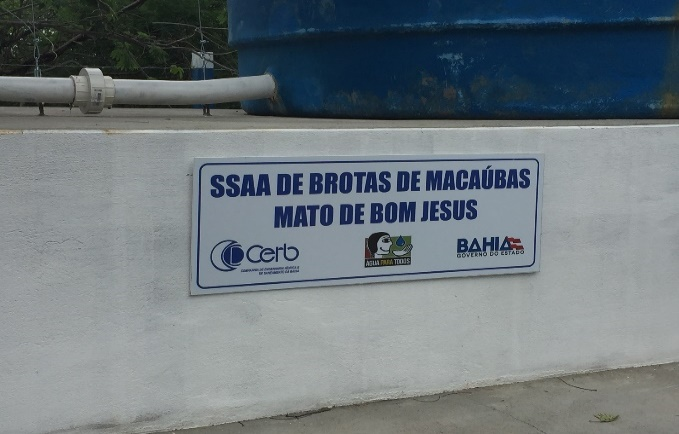 SSAA DE BROTAS DE MACAÚBAS
MATO DE BOM JESUS
Cerb
ÁGUA PARA TODOS
BAHIA
GOVERNO DO ESTADO